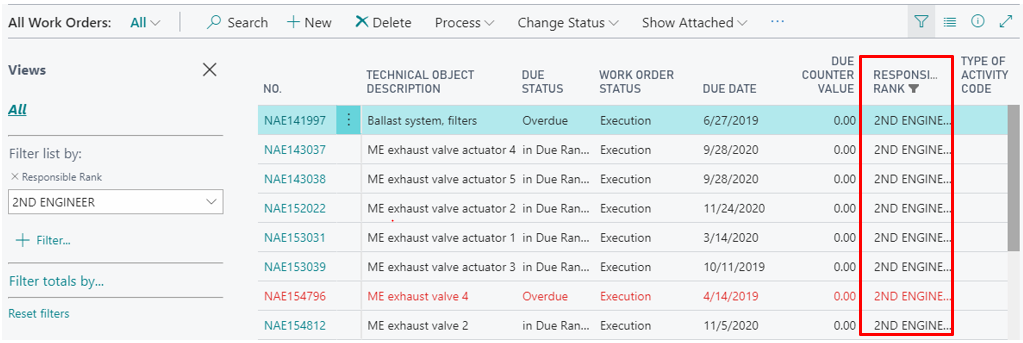 All Work Orders: All Search New Delete Process Change Status Show Attached ...
Views
All
Filter list by:
× Responsible Rank
2ND ENGINEER
Filter...
Filter totals by...
Reset filters
NO. TECHNICAL OBJECT DESCRIPTION DUE STATUS WORK ORDER STATUS DUE DATE DUE COUNTER VALUE RESPONSI... RANK TYPE OF ACTIVITY CODE
NAE141997 Ballast system, filters Overdue Execution 6/27/2019 0.00 2ND ENGINE...
NAE143037 ME exhaust valve actuator 4 in Due Ran... Execution 9/28/2020 0.00 2ND ENGINE...
NAE143038 ME exhaust valve actuator 5 in Due Ran... Execution 9/28/2020 0.00 2ND ENGINE...
NAE152022 ME exhaust valve actuator 2 in Due Ran... Execution 11/24/2020 0.00 2ND ENGINE...
NAE153031 ME exhaust valve actuator 1 in Due Ran... Execution 3/14/2020 0.00 2ND ENGINE...
NAE153039 ME exhaust valve actuator 3 in Due Ran... Execution 10/11/2019 0.00 2ND ENGINE...
NAE154796 ME exhaust valve 4 Overdue Execution 4/14/2019 0.00 2ND ENGINE...
NAE154812 ME exhaust valve 2 in Due Ran... Execution 11/5/2020 0.00 2ND ENGINE...